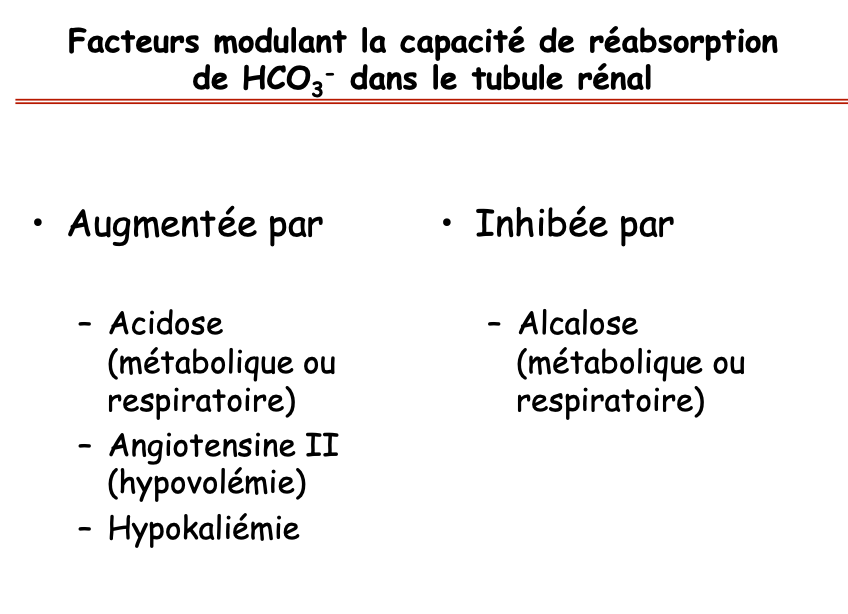 Facteurs modulant la capacité de réabsorption
de HCO₃⁻ dans le tubule rénal
• Augmentée par
– Acidose
(métabolique ou
respiratoire)
– Angiotensine II
(hypovolémie)
– Hypokaliémie
• Inhibée par
– Alcalose
(métabolique ou
respiratoire)